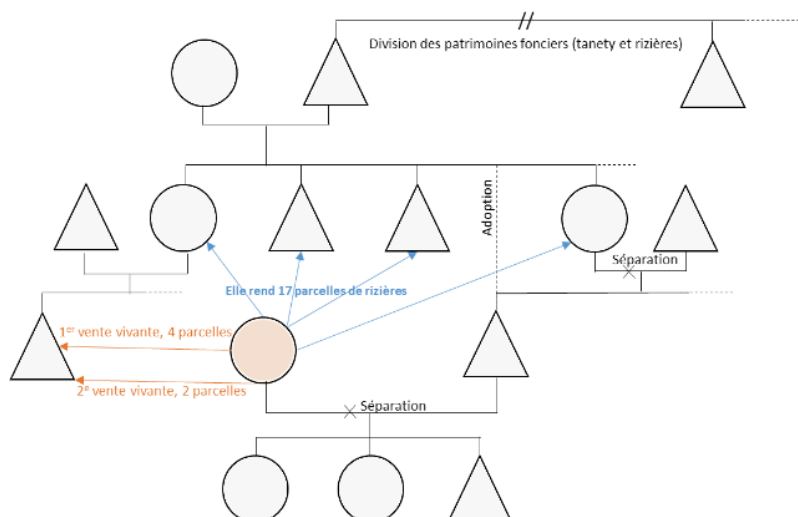 Division des patrimoines fonciers (tanety et rizières)
Adoption
Séparation
Elle rend 17 parcelles de rizières
1er vente vivante, 4 parcelles
2e vente vivante, 2 parcelles
Séparation